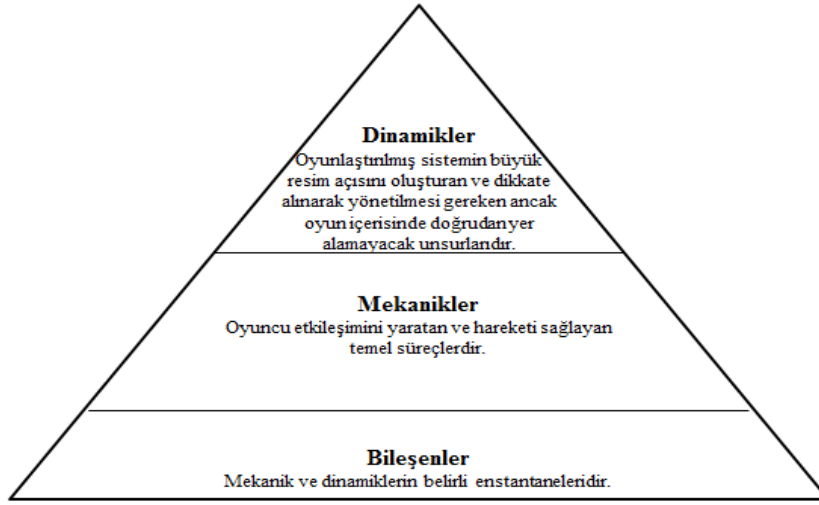 Dinamikler
Oyunlaştırılmış sistemin büyük
resim açısını oluşturan ve dikkate
alınarak yönetilmesi gereken ancak
oyun içerisinde doğrudan yer
alamayacak unsurlandır.
Mekanikler
Oyuncu etkileşimini yaratan ve hareketi sağlayan
temel süreçlerdir.
Bileşenler
Mekanik ve dinamiklerin belirli enstantaneleridir.